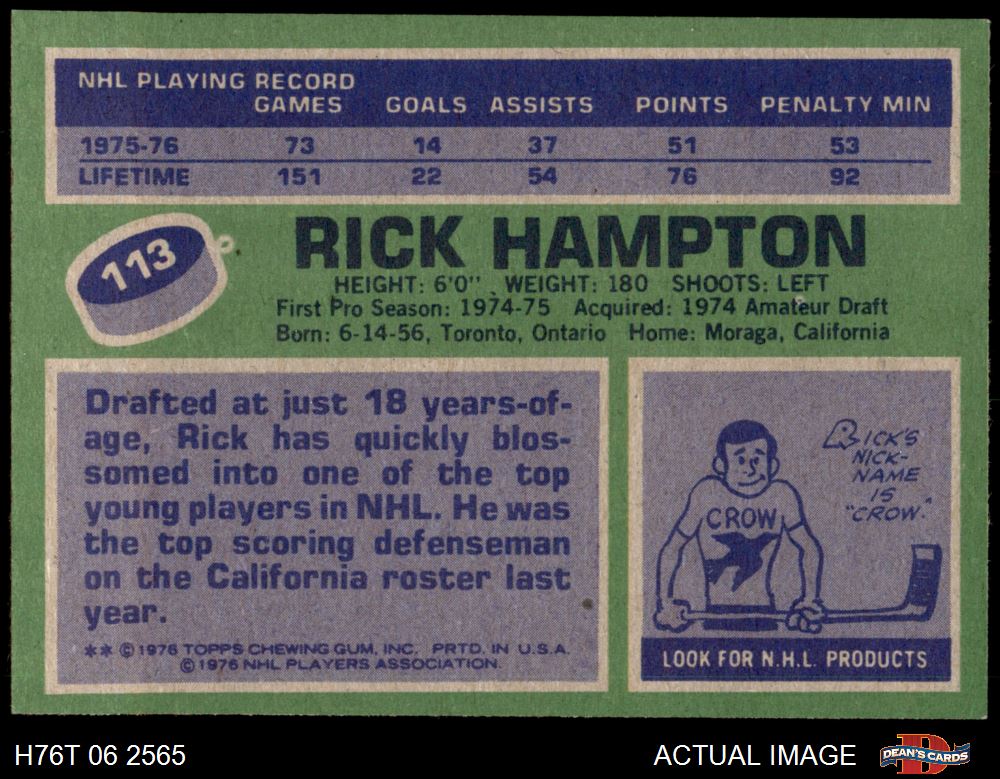 NHL PLAYING RECORD
GAMES GOALS ASSISTS POINTS PENALTY MIN
1975-76 73 14 37 51 53
LIFETIME 151 22 54 76 92
113
RICK HAMPTON
HEIGHT: 6'0" WEIGHT: 180 SHOOTS: LEFT
First Pro Season: 1974-75 Acquired: 1974 Amateur Draft
Born: 6-14-56, Toronto, Ontario Home: Moraga, California
Drafted at just 18 years-of-
age, Rick has quickly blos-
somed into one of the top
young players in NHL. He was
the top scoring defenseman
on the California roster last
year.
** © 1976 TOPPS CHEWING GUM, INC. PRTD. IN U.S.A.
© 1976 NHL PLAYERS ASSOCIATION.
RICK'S
NICK-
NAME
IS
"CROW."
CROW
LOOK FOR N.H.L. PRODUCTS
H76T 06 2565
ACTUAL IMAGE
D
DEAN'S CARDS